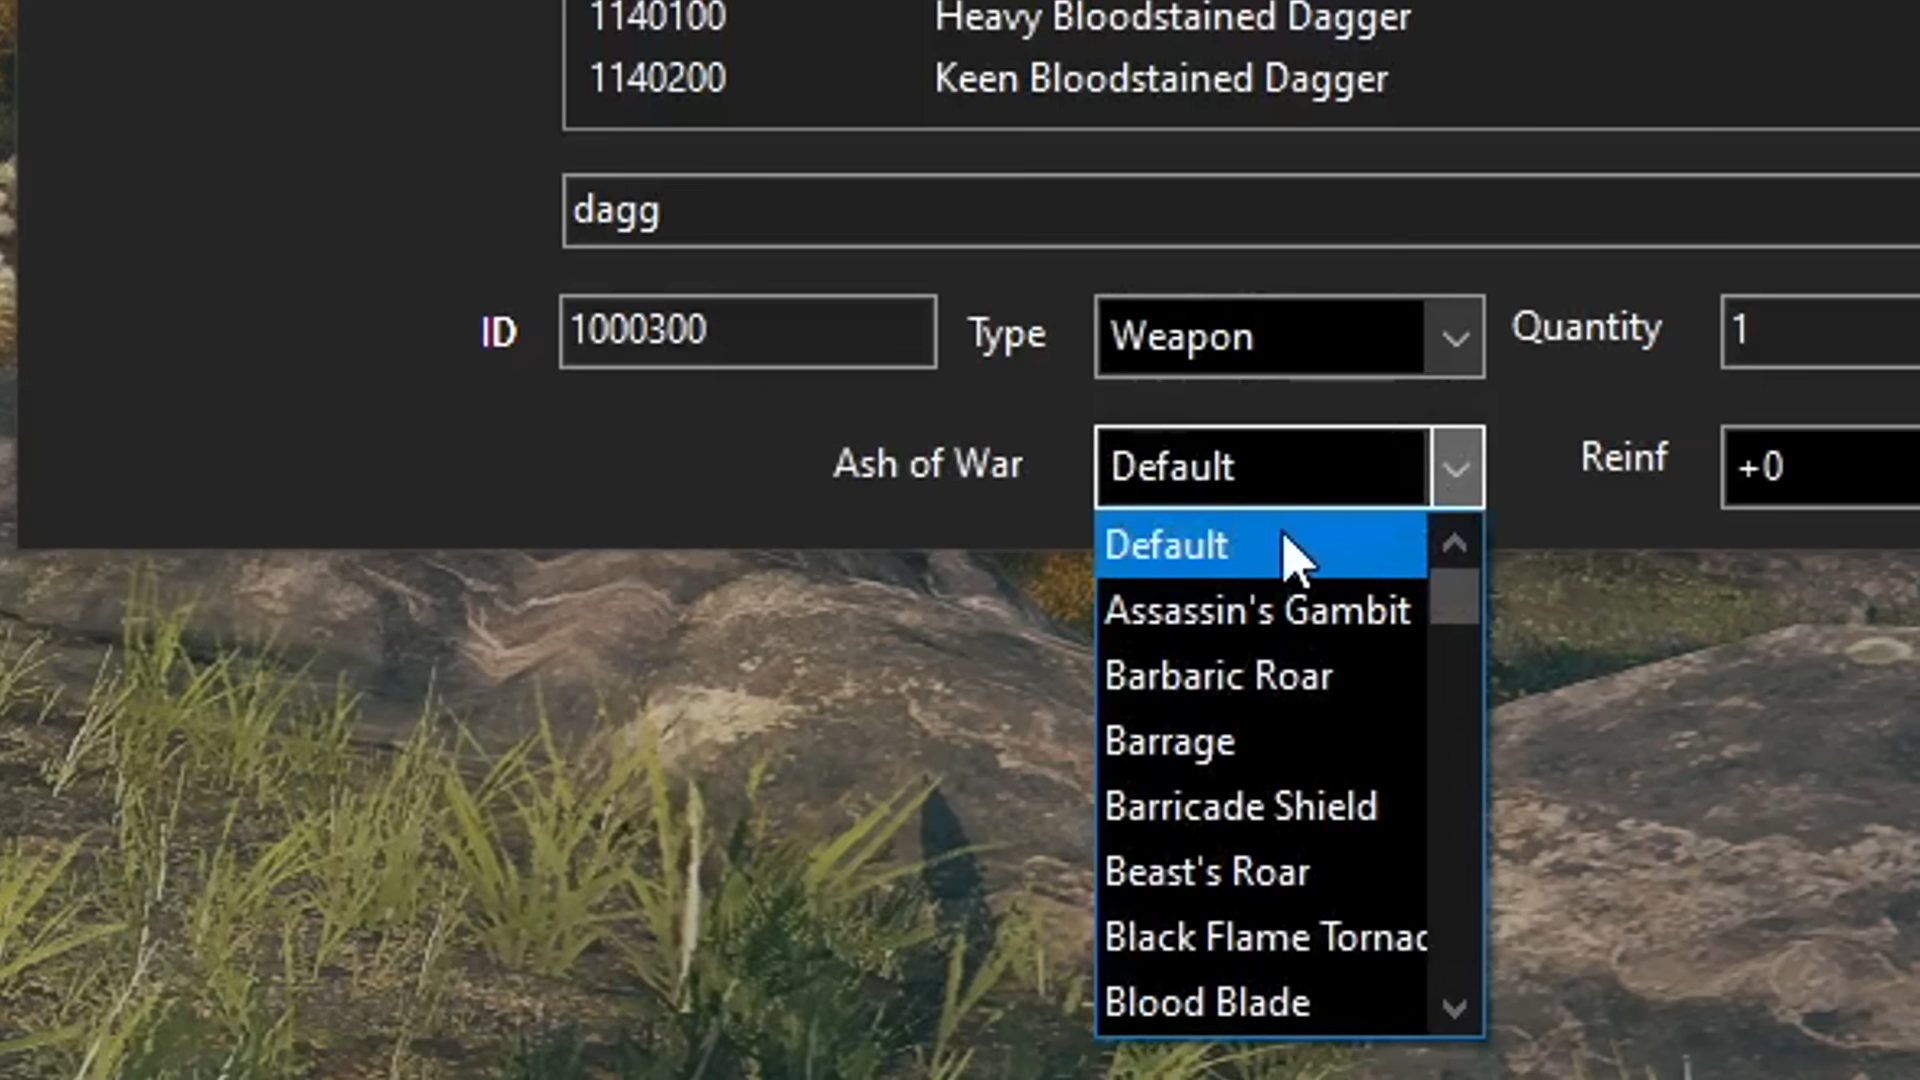 1140100 Heavy Bloodstained Dagger
1140200 Keen Bloodstained Dagger
dagg
ID 1000300 Type Weapon Quantity 1
Ash of War Default Reinf +0
Default
Assassin's Gambit
Barbaric Roar
Barrage
Barricade Shield
Beast's Roar
Black Flame Tornac
Blood Blade